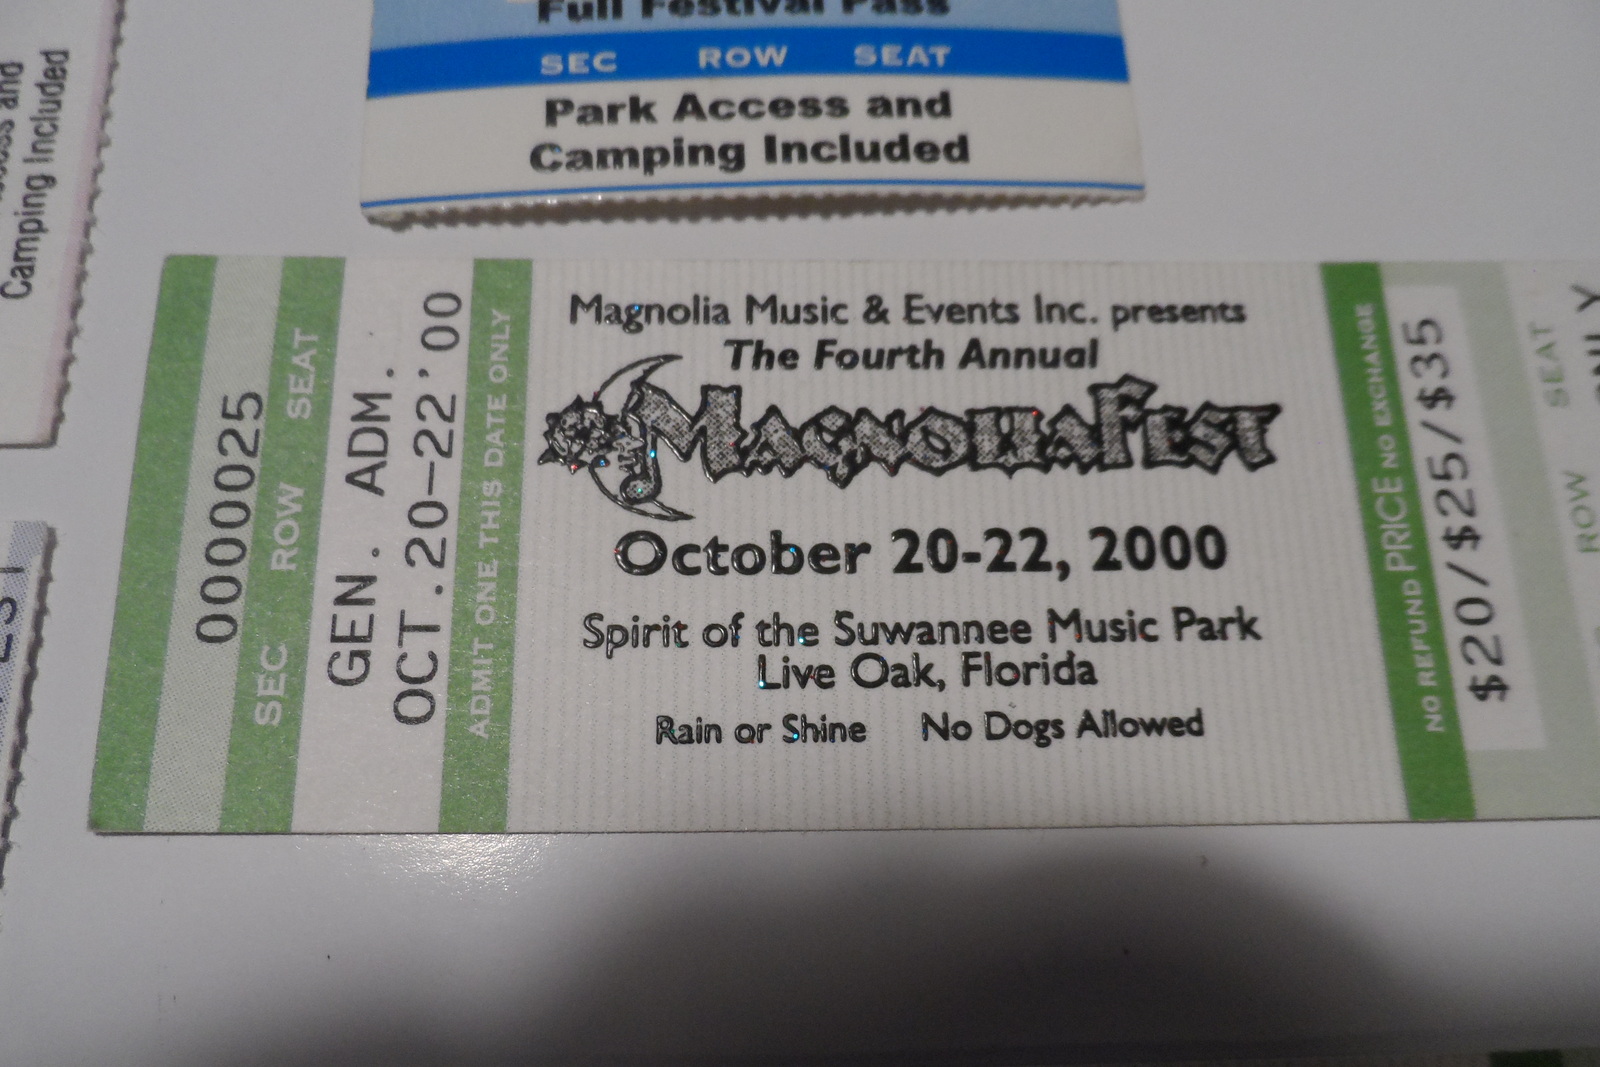 Full Festival Pass
SEC ROW SEAT
Park Access and
Camping Included
and
Camping Included
0000025
SEC ROW SEAT
GEN. ADM.
OCT.20-22'00
ADMIT ONE THIS DATE ONLY
Magnolia Music & Events Inc. presents
The Fourth Annual
MAGNOLIAFEST
October 20-22, 2000
Spirit of the Suwannee Music Park
Live Oak, Florida
Rain or Shine No Dogs Allowed
NO REFUND PRICE NO EXCHANGE
$20/$25/$35
ROW SEAT